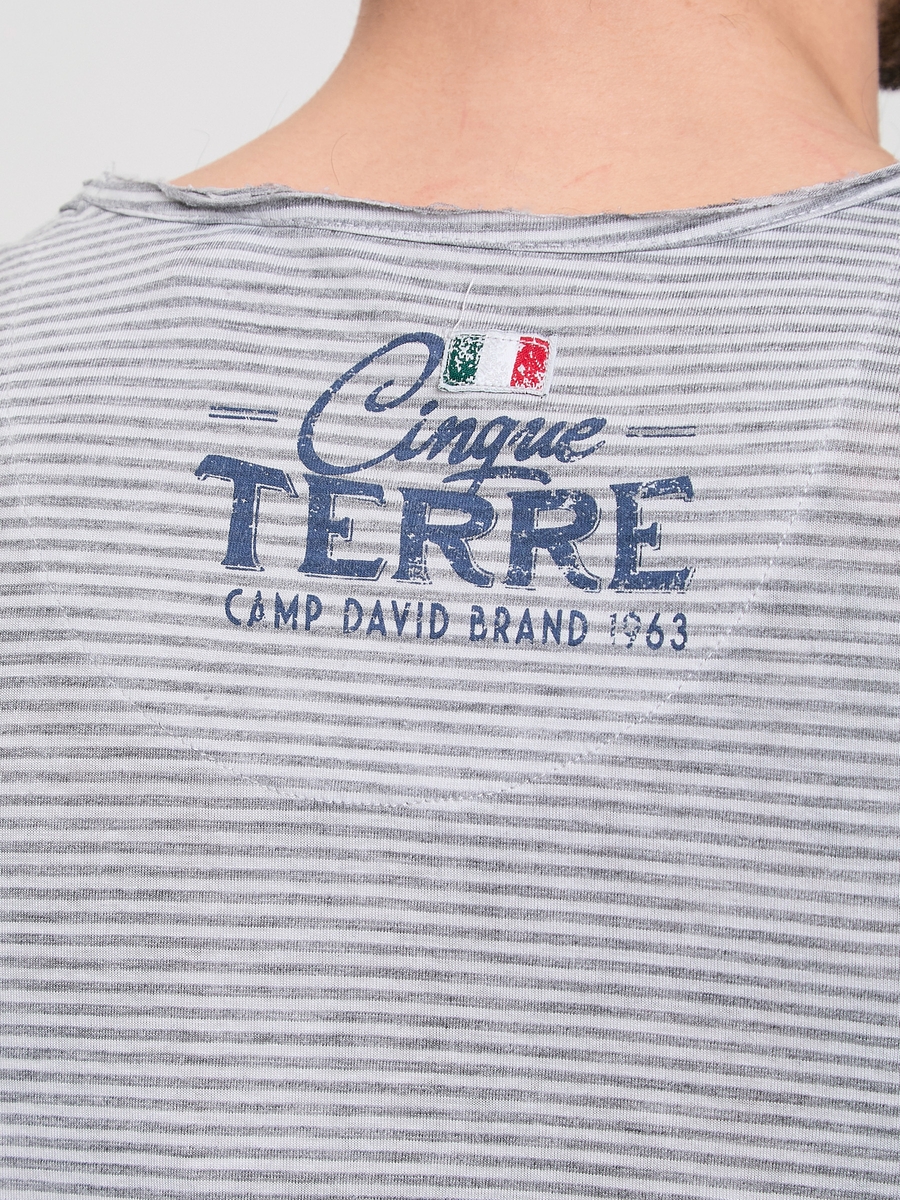 Cinque
TERRE
CAMP DAVID BRAND 1963